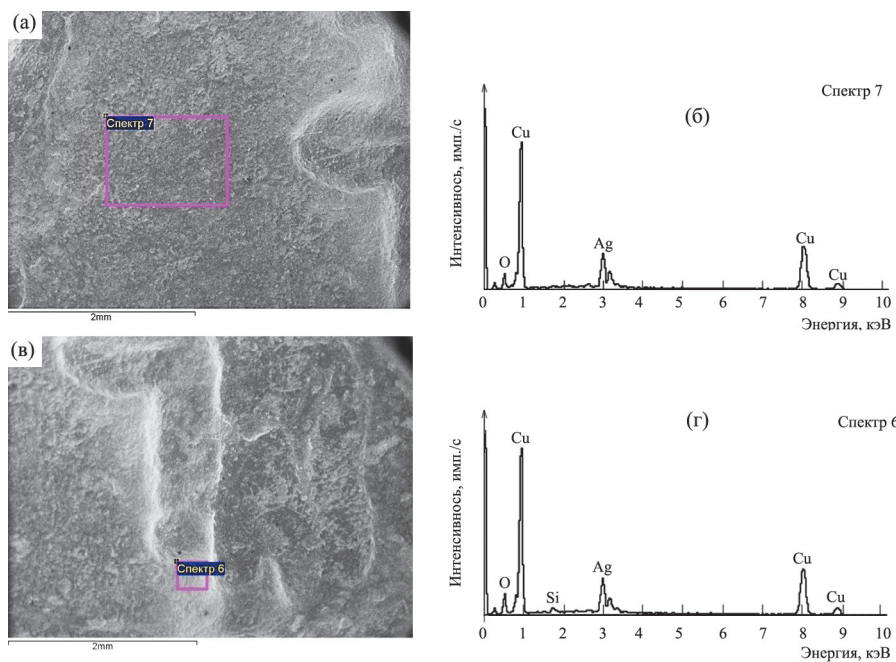 (а)
Спектр 7
2mm
Спектр 7
(б)
Интенсивнось, имп./с
Cu
O
Ag
Cu
Cu
0 1 2 3 4 5 6 7 8 9 10
Энергия, кэВ
(в)
Спектр 6
2mm
Спектр 6
(г)
Интенсивнось, имп./с
Cu
O
Si
Ag
Cu
Cu
0 1 2 3 4 5 6 7 8 9 10
Энергия, кэВ